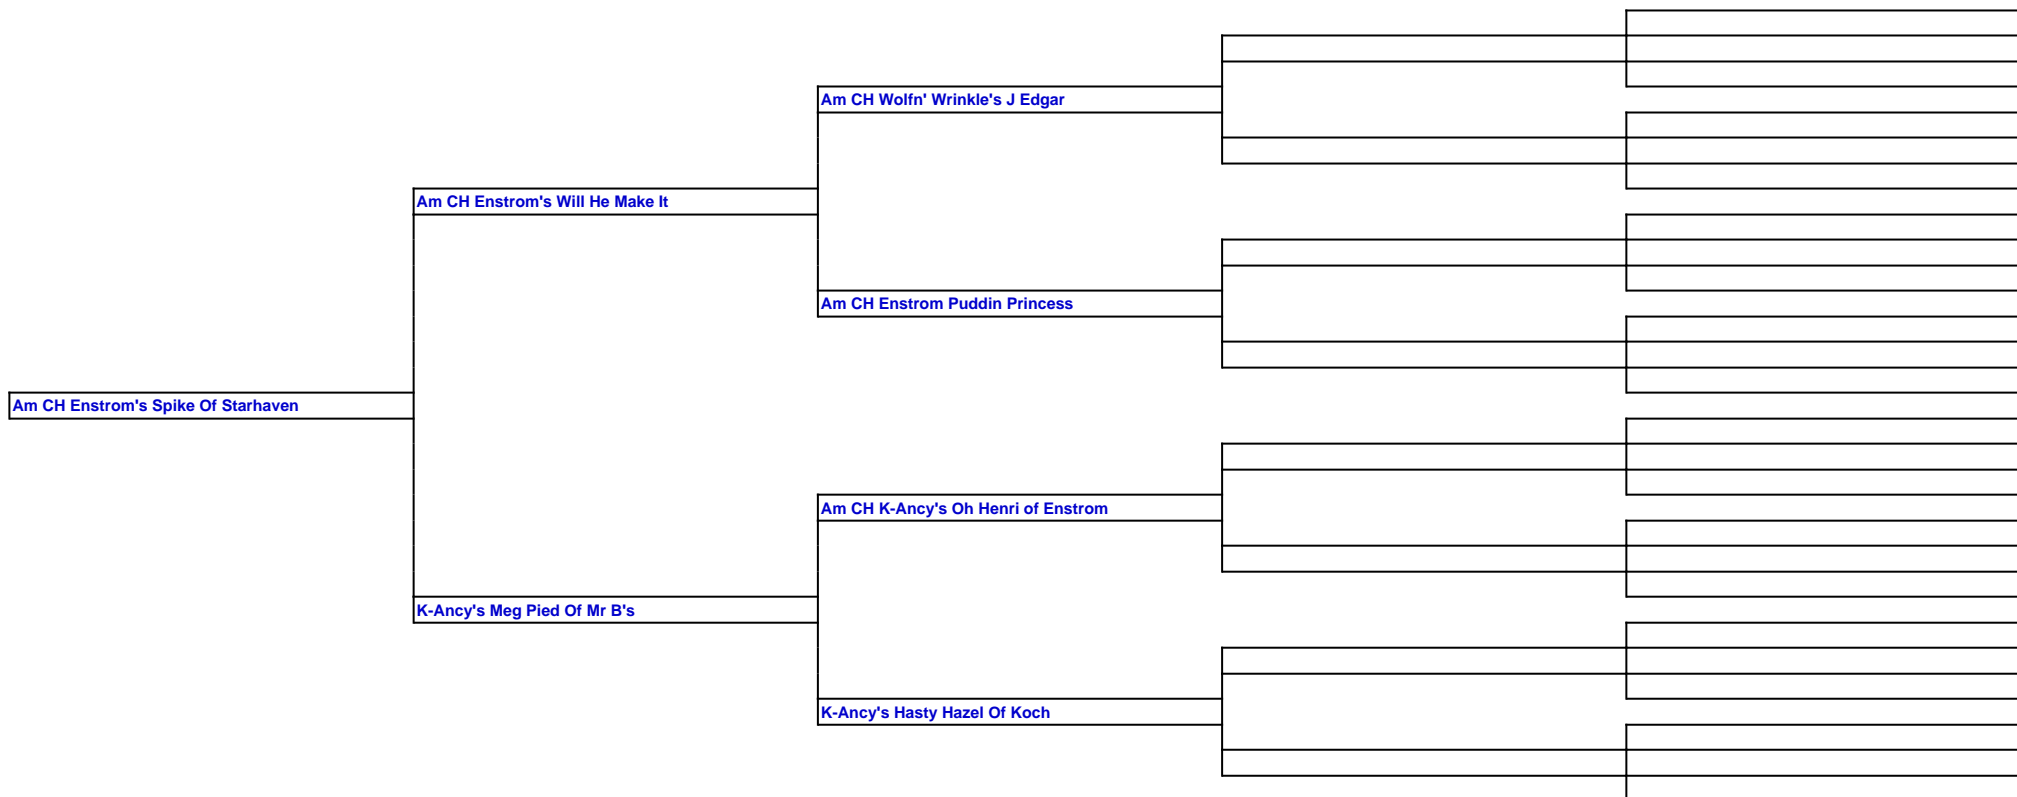 Am CH Wolfn' Wrinkle's J Edgar
Am CH Enstrom's Will He Make It
Am CH Enstrom Puddin Princess
Am CH Enstrom's Spike Of Starhaven
Am CH K-Ancy's Oh Henri of Enstrom
K-Ancy's Meg Pied Of Mr B's
K-Ancy's Hasty Hazel Of Koch